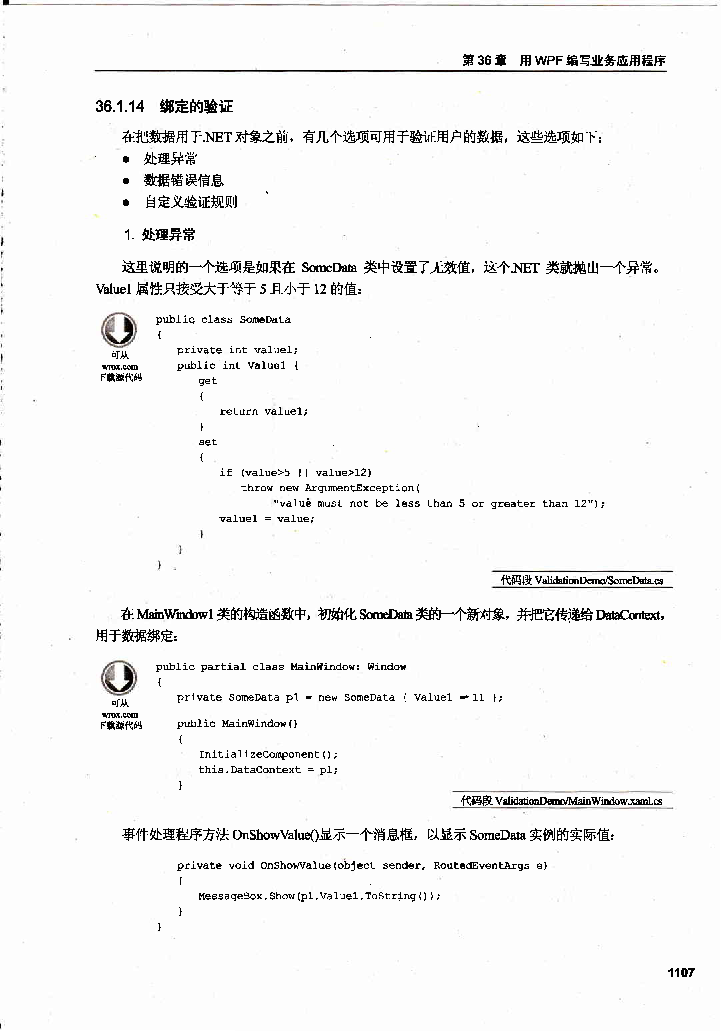 第 36 章 用 WPF 编写业务应用程序
36.1.14 绑定的验证
在把数据用于.NET 对象之前，有几个选项可用于验证用户的数据，这些选项如下：
● 处理异常
● 数据错误信息
● 自定义验证规则
1. 处理异常
这里说明的一个选项是如果在 SomeData 类中设置了无效值，这个.NET 类就抛出一个异常。
Value1 属性只接受大于等于 5 且小于 12 的值：
可从
wrox.com
下载源代码
public class SomeData
{
private int value1;
public int Value1 {
get
{
return value1;
}
set
{
if (value>5 || value>12)
throw new ArgumentException(
"value must not be less than 5 or greater than 12");
value1 = value;
}
}
}
代码段 ValidationDemo/SomeData.cs
在 MainWindow1 类的构造函数中，初始化 SomeData 类的一个新对象，并把它传递给 DataContext，
用于数据绑定：
可从
wrox.com
下载源代码
public partial class MainWindow: Window
{
private SomeData p1 = new SomeData { Value1 = 11 };
public MainWindow()
{
InitializeComponent();
this.DataContext = p1;
}
代码段 ValidationDemo/MainWindow.xaml.cs
事件处理程序方法 OnShowValue()显示一个消息框，以显示 SomeData 实例的实际值：
private void OnShowValue(object sender, RoutedEventArgs e)
{
MessageBox.Show(p1.Value1.ToString());
}
}
1107